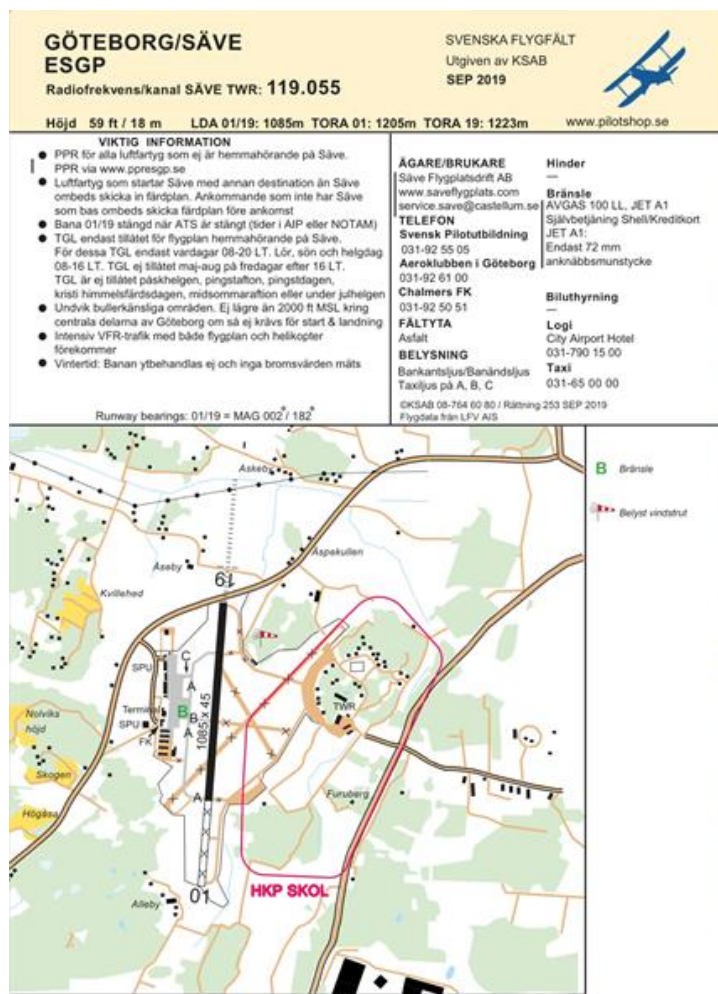 GÖTEBORG/SÄVE
ESGP
Radiofrekvens/kanal SÄVE TWR: 119.055
SVENSKA FLYGFÄLT
Utgiven av KSAB
SEP 2019
Höjd 59 ft / 18 m LDA 01/19: 1085m TORA 01: 1205m TORA 19: 1223m
www.pilotshop.se
VIKTIG INFORMATION
● PPR för alla luftfartyg som ej är hemmahörande på Säve.
PPR via www.ppresgp.se
● Luftfartyg som startar Säve med annan destination än Säve
ombeds skicka in färdplan. Ankommande som inte har Säve
som bas ombeds skicka färdplan före ankomst
● Bana 01/19 stängd när ATS är stängt (tider i AIP eller NOTAM)
● TGL endast tillåtet för flygplan hemmahörande på Säve.
För dessa TGL endast vardagar 08-20 LT. Lör, sön och helgdag
08-16 LT. TGL ej tillåtet maj-aug på fredagar efter 16 LT.
TGL är ej tillåtet påskhelgen, pingstafton, pingstdagen,
kristi himmelsfärdsdagen, midsommaraftion eller under julhelgen
● Undvik bullerkänsliga områden. Ej lägre än 2000 ft MSL kring
centrala delarna av Göteborg om så ej krävs för start & landning
● Intensiv VFR-trafik med både flygplan och helikopter
förekommer
● Vintertid: Banan ytbehandlas ej och inga bromsvärden mäts
Runway bearings: 01/19 = MAG 002° / 182°
ÄGARE/BRUKARE
Säve Flygplatsdrift AB
www.saveflygplats.com
service.save@castellum.se
TELEFON
Svensk Pilotutbildning
031-92 55 05
Aeroklubben i Göteborg
031-92 61 00
Chalmers FK
031-92 50 51
FÄLTYTA
Asfalt
BELYSNING
Bankantsljus/Banändsljus
Taxiljus på A, B, C
Hinder
—
Bränsle
AVGAS 100 LL, JET A1
Självbetjäning Shell/Kreditkort
JET A1:
Endast 72 mm
anknäbbsmunstycke
Biluthyrning
—
Logi
City Airport Hotel
031-790 15 00
Taxi
031-65 00 00
©KSAB 08-764 60 80 / Rättning 253 SEP 2019
Flygdata från LFV AIS
B Bränsle
Belyst vindstrut
Askeby
Aspekullen
Åseby
19
Kvillehed
SPU
C
A
Terminal
B
SPU
B
A
FK
1085 x 45
TWR
Nolviks
höjd
Skogen
Högåsa
A
Furuberg
01
HKP SKOL
Alleby